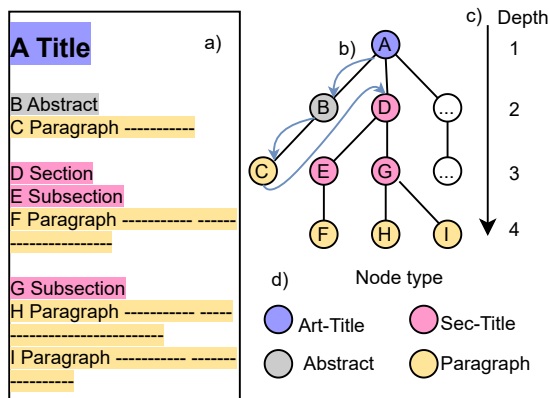 a)
A Title
B Abstract
C Paragraph -----------
D Section
E Subsection
F Paragraph ----------- ------
----------------
G Subsection
H Paragraph ----------- -----
------------------------
I Paragraph ----------- -------
----------
b)
c) Depth
A 1
B D ... 2
C E G ... 3
F H I 4
d) Node type
Art-Title Sec-Title
Abstract Paragraph